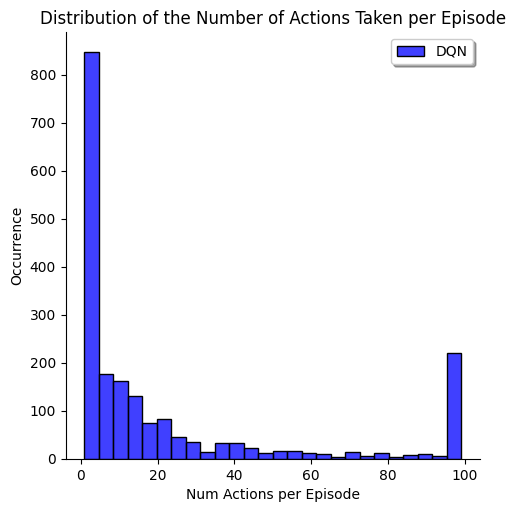 Distribution of the Number of Actions Taken per Episode
DQN
800
700
600
500
400
300
200
100
0
Occurrence
0 20 40 60 80 100
Num Actions per Episode